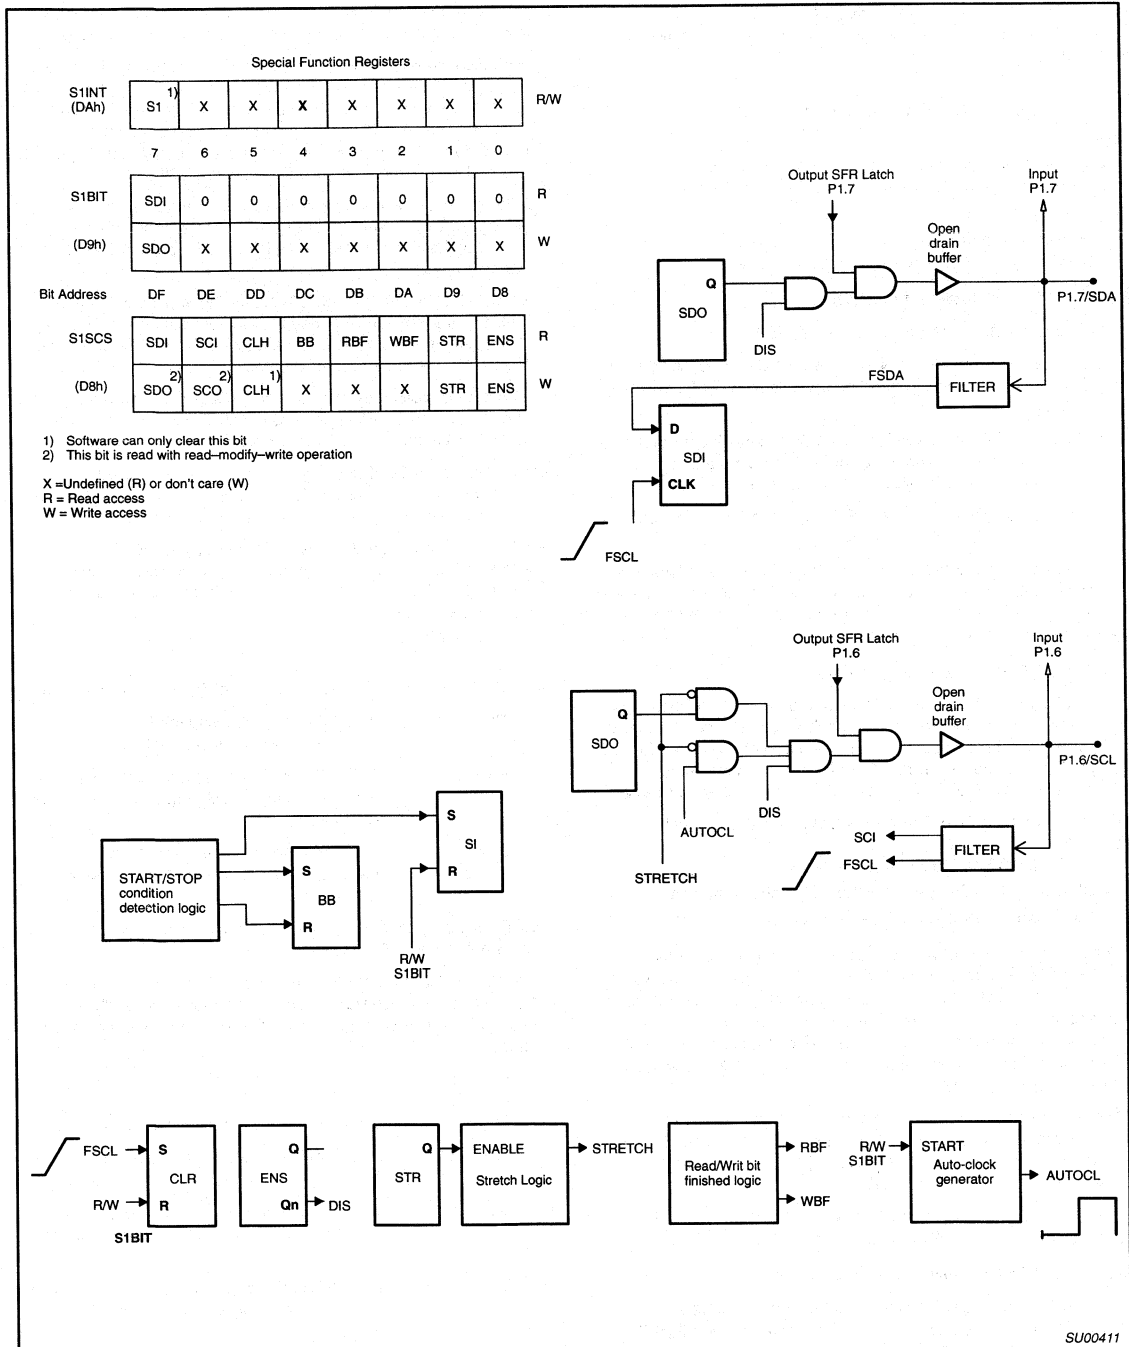 Special Function Registers
S1INT
(DAh)
S1 1) X X X X X X X R/W
7 6 5 4 3 2 1 0
S1BIT SDI 0 0 0 0 0 0 0 R
(D9h) SDO X X X X X X X W
Bit Address DF DE DD DC DB DA D9 D8
S1SCS SDI SCI CLH BB RBF WBF STR ENS R
(D8h) SDO 2) SCO 2) CLH 1) X X X STR ENS W
1) Software can only clear this bit
2) This bit is read with read–modify–write operation
X =Undefined (R) or don't care (W)
R = Read access
W = Write access
Output SFR Latch
P1.7
Input
P1.7
Open
drain
buffer
Q
SDO
DIS
P1.7/SDA
FSDA
FILTER
D
SDI
CLK
FSCL
Output SFR Latch
P1.6
Input
P1.6
Open
drain
buffer
Q
SDO
DIS
AUTOCL
STRETCH
P1.6/SCL
SCI
FSCL
FILTER
START/STOP
condition
detection logic
S
BB
R
S
SI
R
R/W
S1BIT
FSCL
S
CLR
R/W
R
S1BIT
Q
ENS
Qn
DIS
Q
STR
ENABLE
Stretch Logic
STRETCH
Read/Writ bit
finished logic
RBF
WBF
R/W
S1BIT
START
Auto-clock
generator
AUTOCL
SU00411